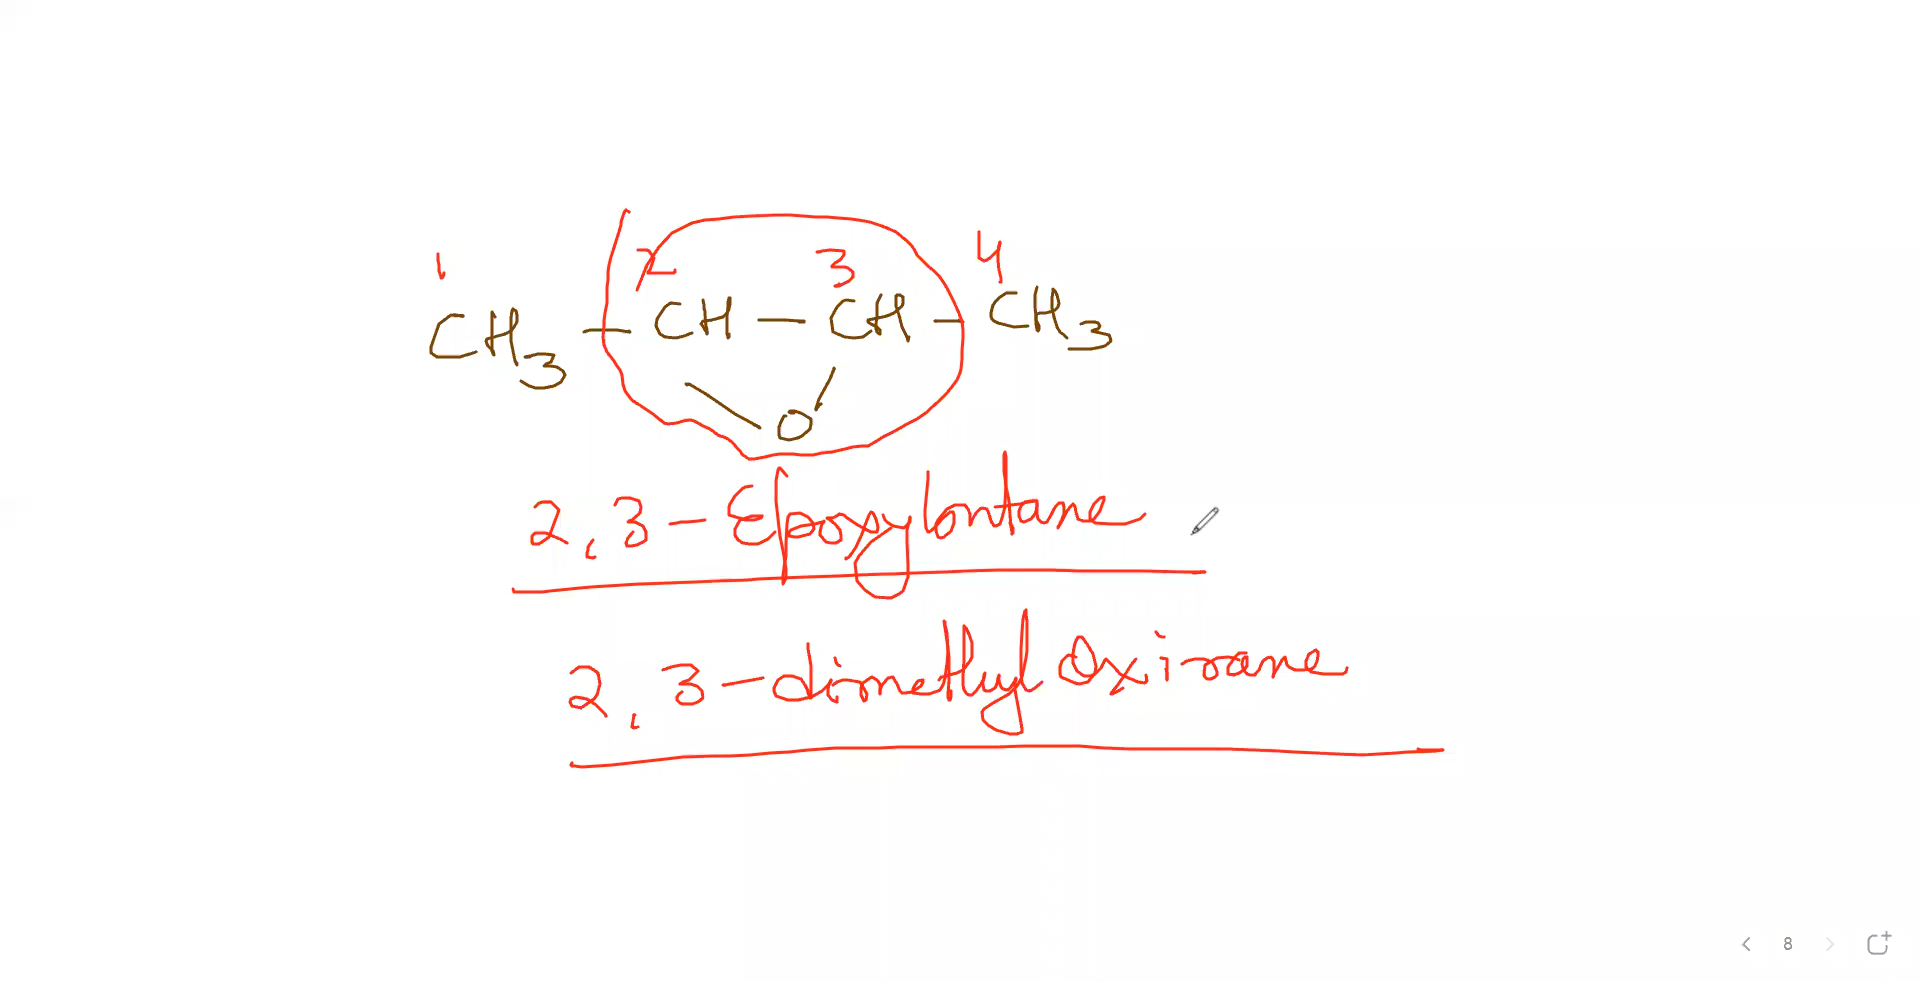 1 2 3 4
CH3 - CH - CH - CH3
O
2,3-Epoxybutane
2,3-dimethyl Oxirane
8